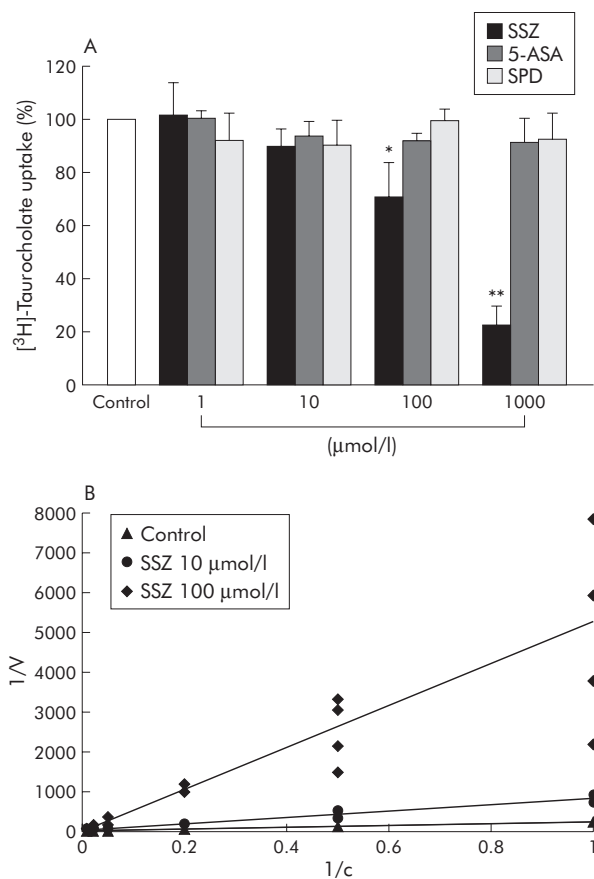 A
SSZ
5-ASA
SPD
[³H]-Taurocholate uptake (%)
120
100
80
60
40
20
0
*
**
Control 1 10 100 1000
(µmol/l)
B
Control
SSZ 10 µmol/l
SSZ 100 µmol/l
1/V
8000
7000
6000
5000
4000
3000
2000
1000
0
0 0.2 0.4 0.6 0.8 1
1/c